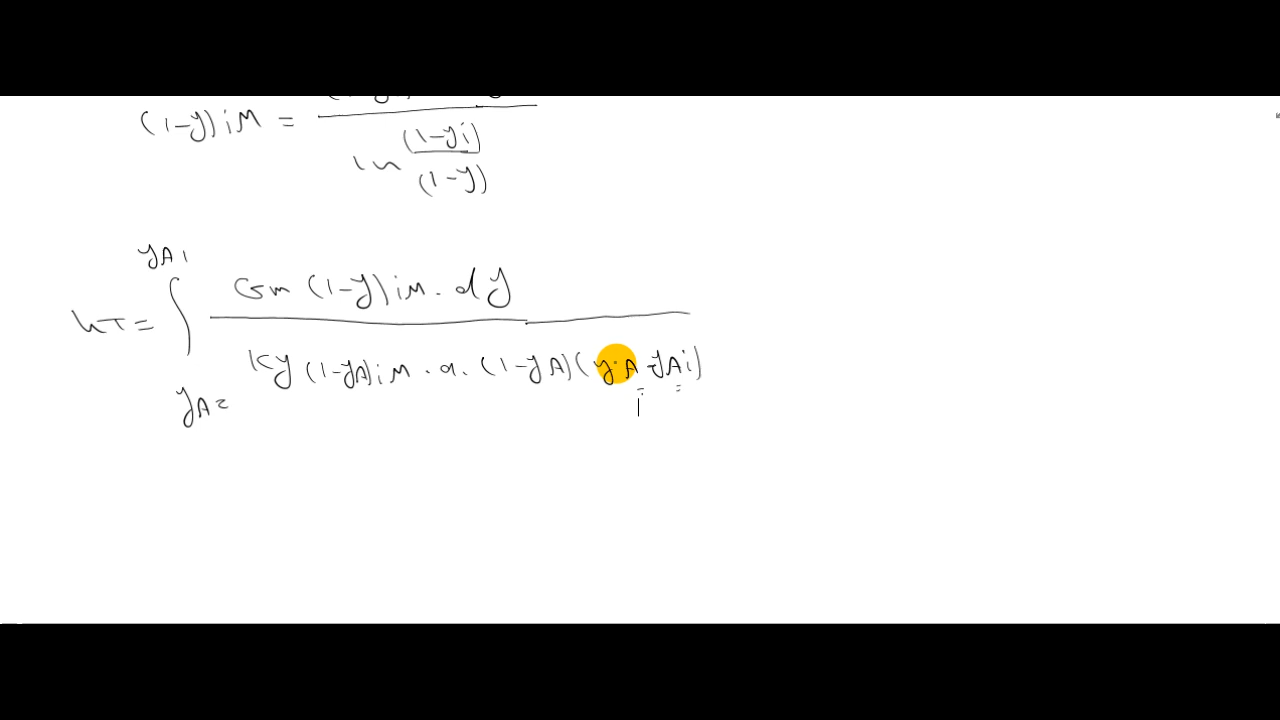 (1-y)iM =
ln (1-yi)
(1-y)
yA1
hT = ∫ Gm (1-y)iM . dy
Ky (1-yA)iM . a . (1-yA)(yA - yAi)
yA2